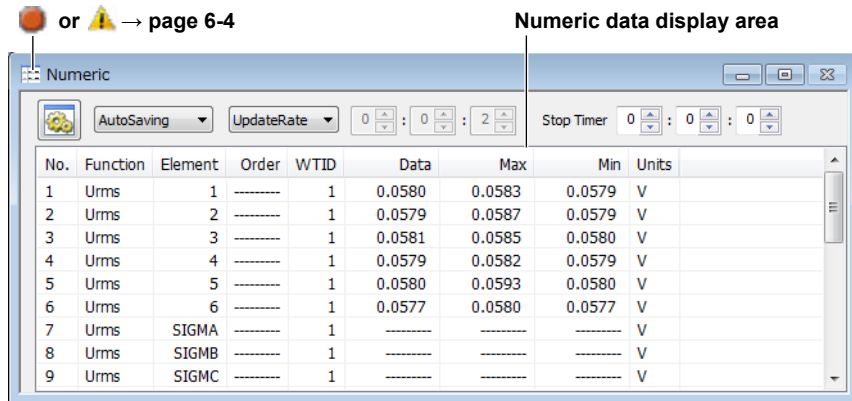 or → page 6-4 Numeric data display area
Numeric
AutoSaving UpdateRate 0 : 0 : 2 Stop Timer 0 : 0 : 0
No. Function Element Order WTID Data Max Min Units
1 Urms 1 --------- 1 0.0580 0.0583 0.0579 V
2 Urms 2 --------- 1 0.0579 0.0587 0.0579 V
3 Urms 3 --------- 1 0.0581 0.0585 0.0580 V
4 Urms 4 --------- 1 0.0579 0.0582 0.0579 V
5 Urms 5 --------- 1 0.0580 0.0593 0.0580 V
6 Urms 6 --------- 1 0.0577 0.0580 0.0577 V
7 Urms SIGMA --------- 1 --------- --------- --------- V
8 Urms SIGMB --------- 1 --------- --------- --------- V
9 Urms SIGMC --------- 1 --------- --------- --------- V